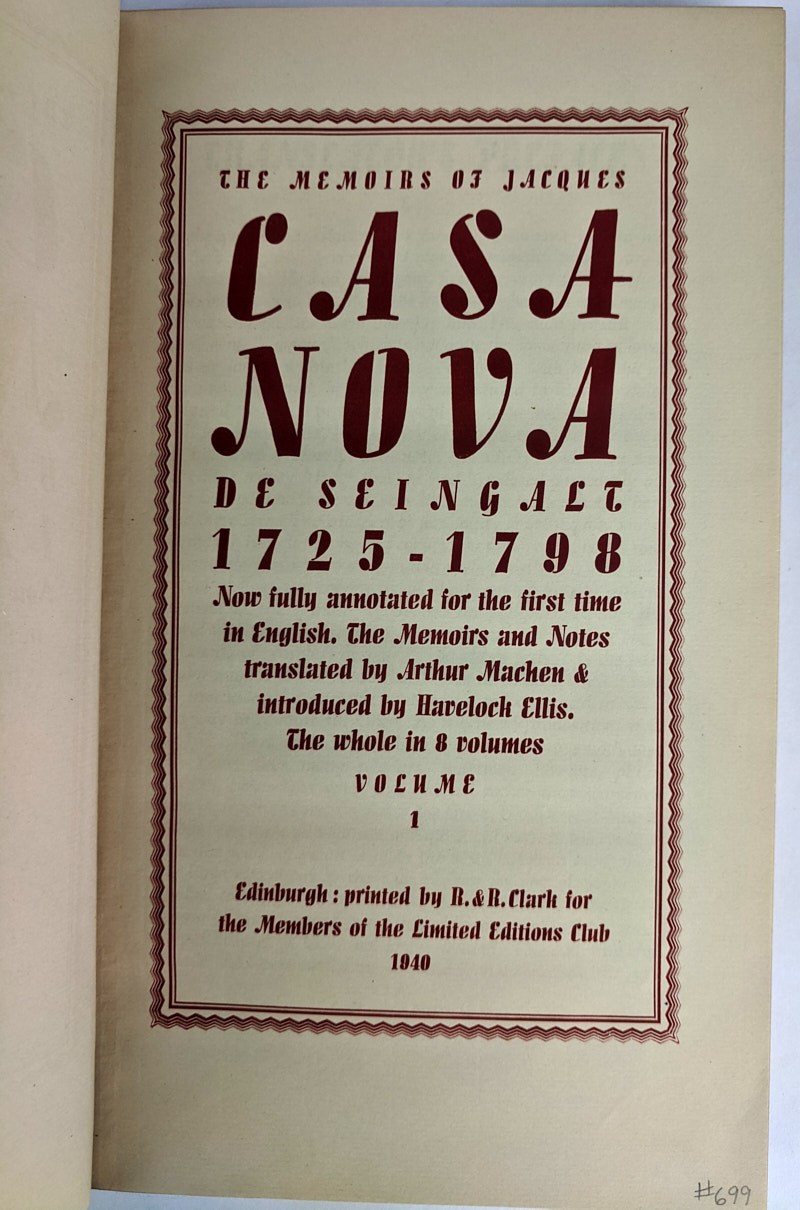 THE MEMOIRS OF JACQUES
CASA
NOVA
DE SEINGALT
1725-1798
Now fully annotated for the first time
in English. The Memoirs and Notes
translated by Arthur Machen &
introduced by Havelock Ellis.
The whole in 8 volumes
VOLUME
1
Edinburgh: printed by R. & R. Clark for
the Members of the Limited Editions Club
1940
#699